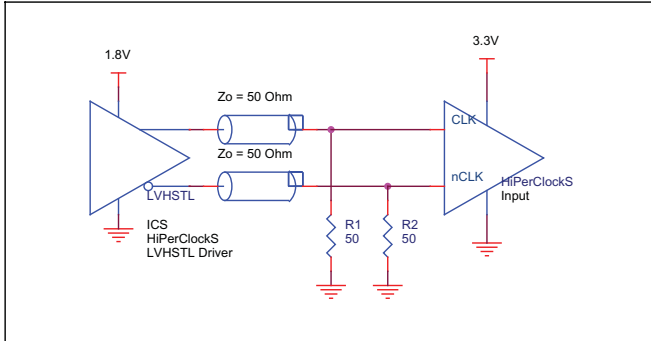 1.8V
3.3V
Zo = 50 Ohm
CLK
Zo = 50 Ohm
nCLK
HiPerClockS
Input
LVHSTL
ICS
HiPerClockS
LVHSTL Driver
R1
50
R2
50